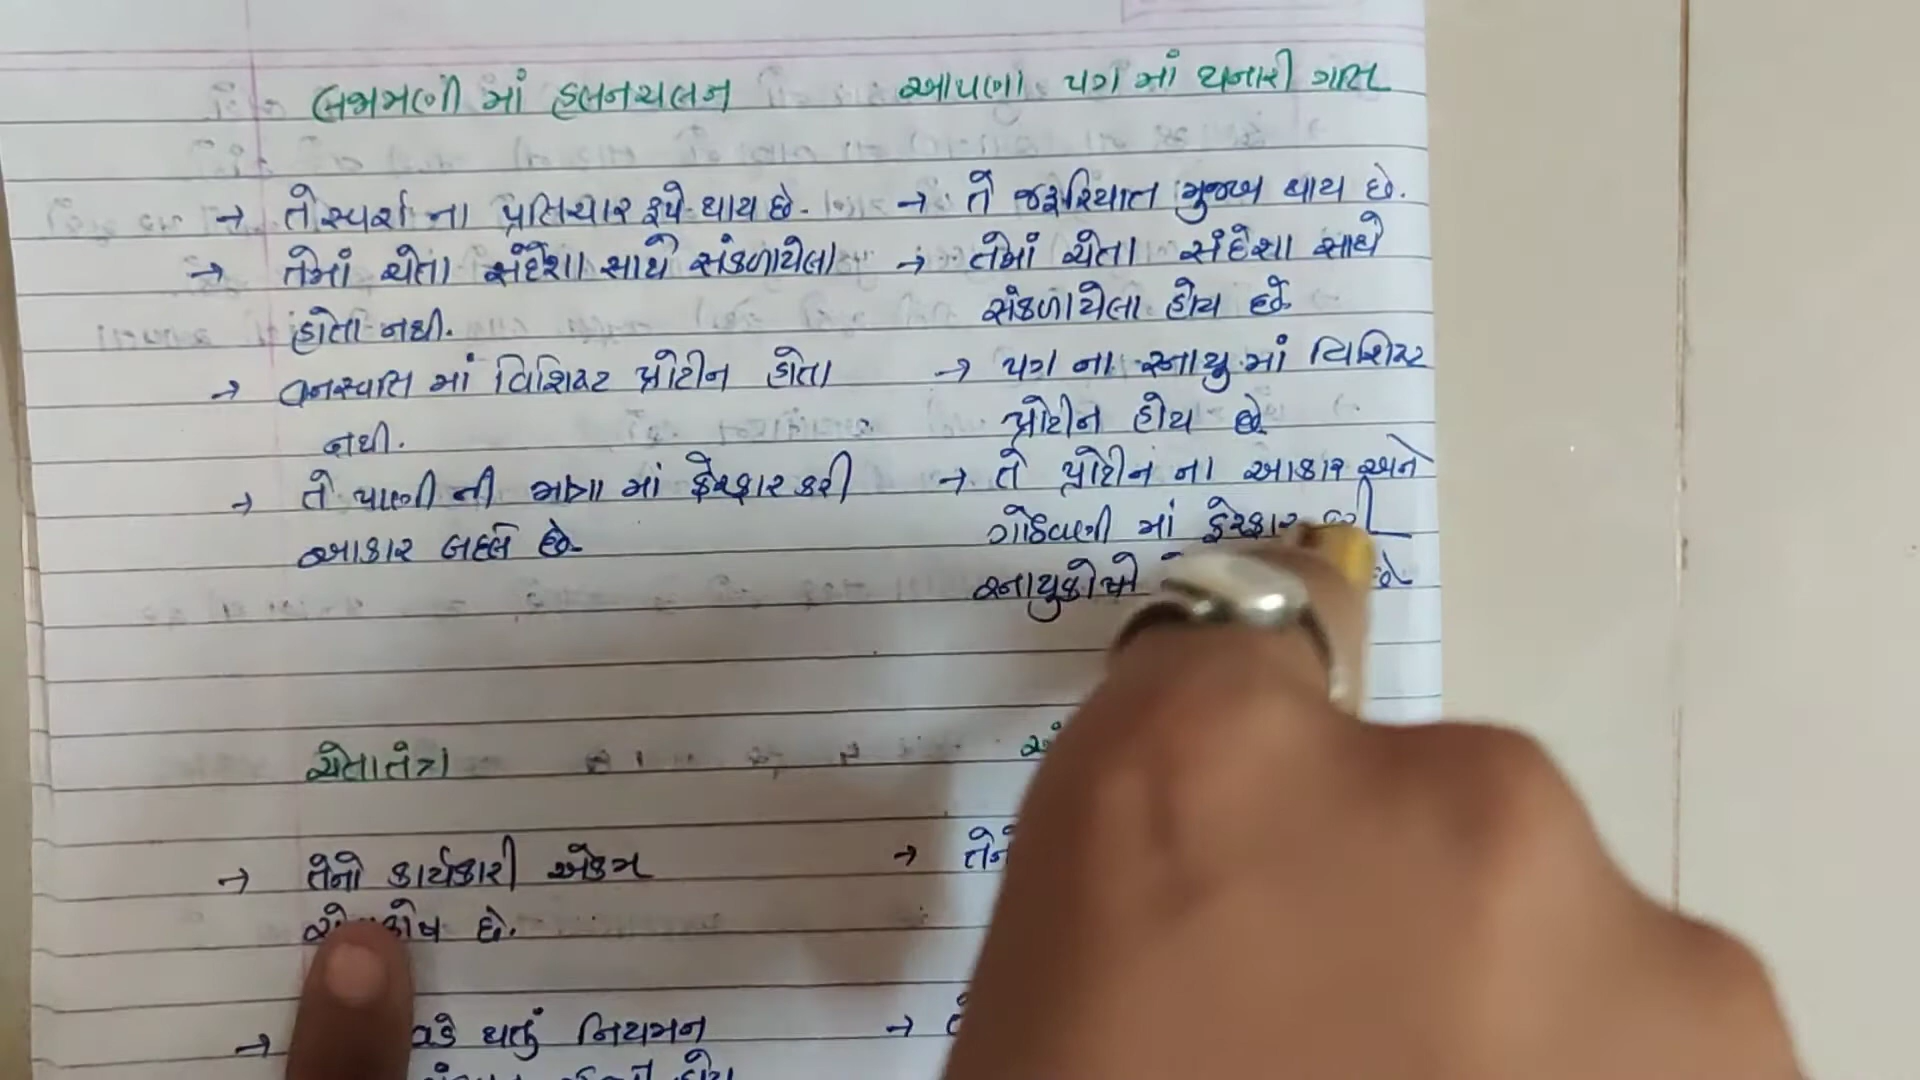 લજામણી માં હલનચલન
આપણા પગ માં થનારી ગતિ
→ તે સ્પર્શ ના પ્રતિચાર રૂપે થાય છે.
→ તેમાં ચેતા સંદેશા સાથે સંકળાયેલા
હોતા નથી.
→ વનસ્પતિ માં વિશિષ્ટ પ્રોટીન હોતા
નથી.
→ તે પાણી ની માત્રા માં ફેરફાર કરી
આકાર બદલે છે.
→ તે જરૂરિયાત મુજબ થાય છે.
→ તેમાં ચેતા સંદેશા સાથે
સંકળાયેલા હોય છે.
→ પગ ના સ્નાયુ માં વિશિષ્ટ
પ્રોટીન હોય છે.
→ તે પ્રોટીન ના આકાર અને
ગોઠવણી માં ફેરફાર
સ્નાયુકોષો છે
ચેતાતંત્ર
→ તેનો કાર્યકારી એકમ
છે.
→ વડે થતું નિયમન
હોય
→
→